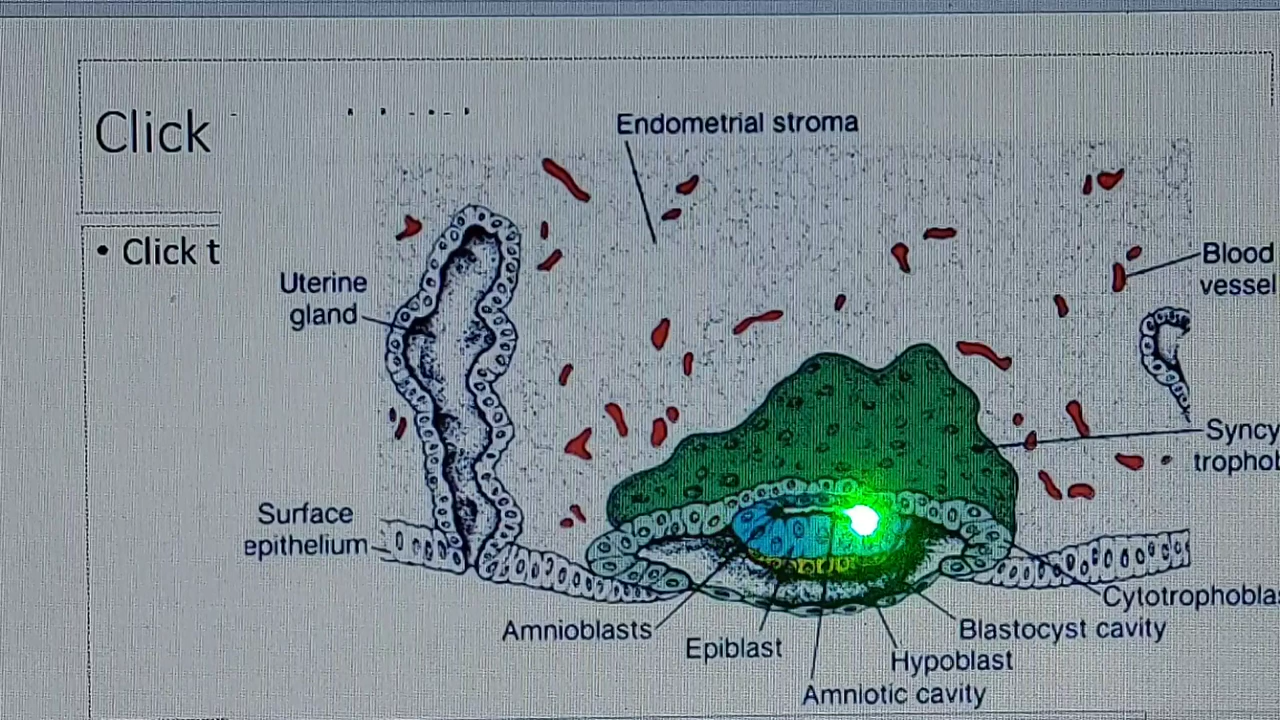 Click
• Click t
Endometrial stroma
Uterine
gland
Blood
vessel
Syncy
trophob
Surface
epithelium
Cytotrophobla
Amnioblasts
Epiblast
Blastocyst cavity
Hypoblast
Amniotic cavity